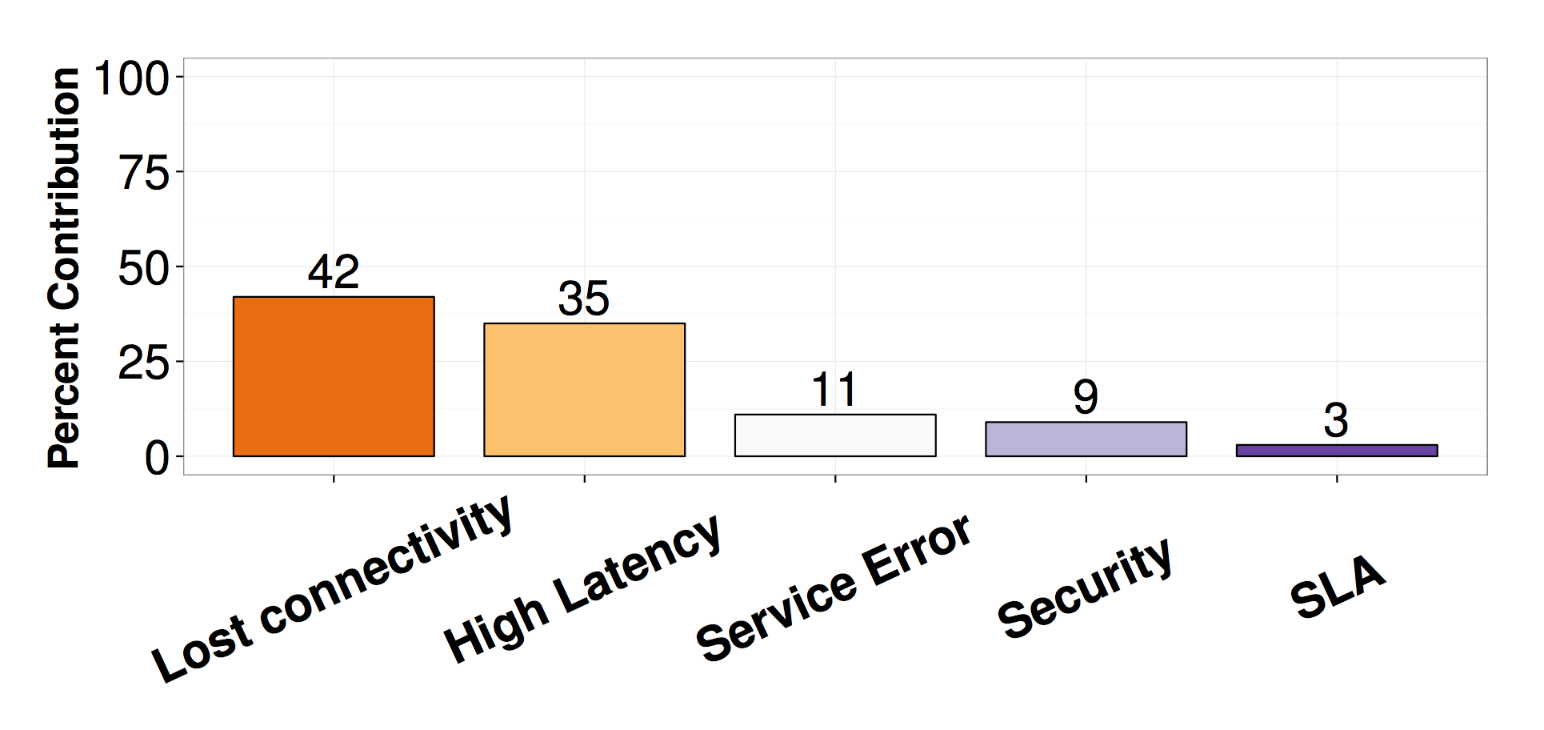 Percent Contribution
100
75
50
25
0
42
35
11
9
3
Lost connectivity
High Latency
Service Error
Security
SLA